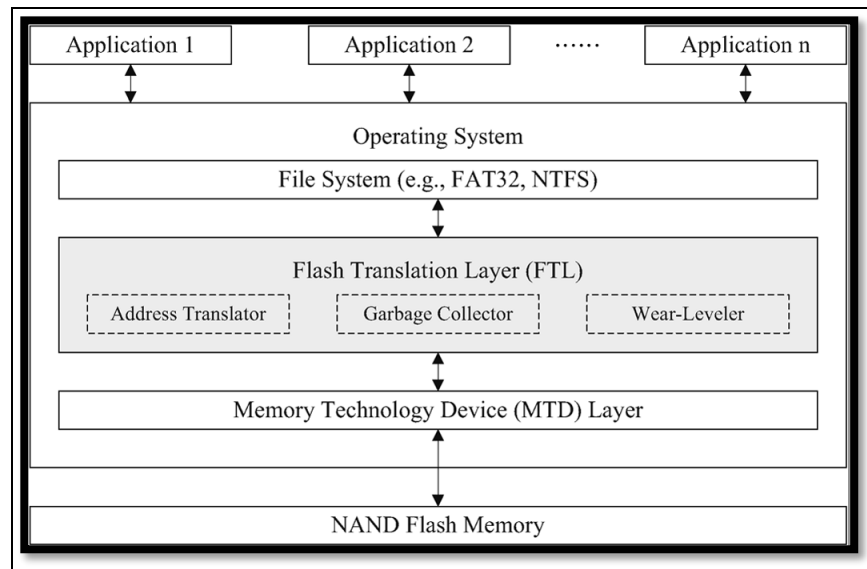 Application 1
Application 2
......
Application n
Operating System
File System (e.g., FAT32, NTFS)
Flash Translation Layer (FTL)
Address Translator
Garbage Collector
Wear-Leveler
Memory Technology Device (MTD) Layer
NAND Flash Memory